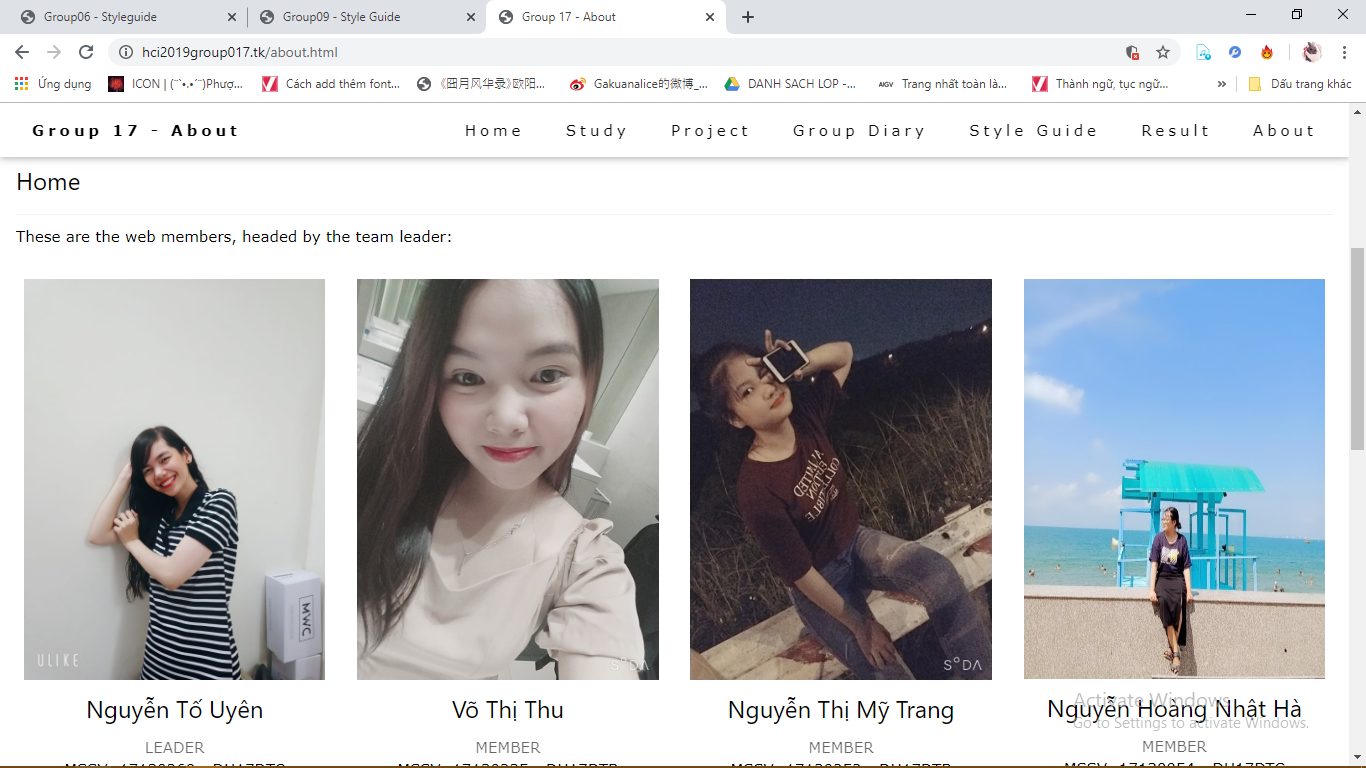 Group06 - Styleguide
Group09 - Style Guide
Group 17 - About
hci2019group017.tk/about.html
Ứng dụng
ICON | (¯`•.•´¯)Phượ...
Cách add thêm font...
《囸月风华录》欧阳...
Gakuanalice的微博_...
DANH SACH LOP -...
AIGV
Trang nhất toàn là...
Thành ngữ, tục ngữ...
»
Dấu trang khác
Group 17 - About
Home
Study
Project
Group Diary
Style Guide
Result
About
Home
These are the web members, headed by the team leader:
MWC
ULIKE
SODA
A LIMITED
EDITION
COLLECTIBLE
SODA
Nguyễn Tố Uyên
Võ Thị Thu
Nguyễn Thị Mỹ Trang
Nguyễn Hoàng Nhật Hà
Activate Windows
Go to Settings to activate Windows.
LEADER
MEMBER
MEMBER
MEMBER